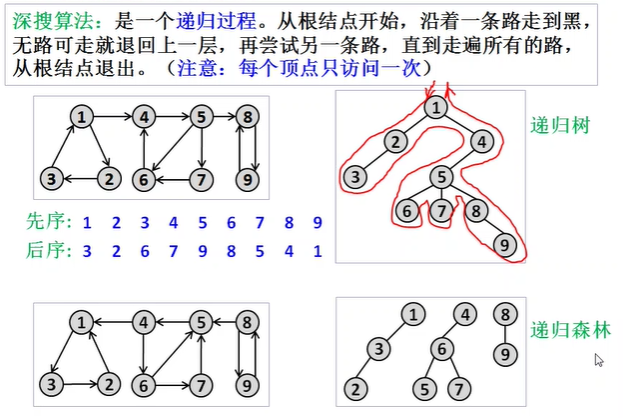 深搜算法：是一个递归过程。从根结点开始，沿着一条路走到黑，
无路可走就退回上一层，再尝试另一条路，直到走遍所有的路，
从根结点退出。（注意：每个顶点只访问一次）
1 4 5 8
3 2 6 7 9
先序: 1 2 3 4 5 6 7 8 9
后序: 3 2 6 7 9 8 5 4 1
1
2 4
3 5
6 7 8
9
递归树
1 4 5 8
3 2 6 7 9
1 4 8
3 6 9
2 5 7
递归森林